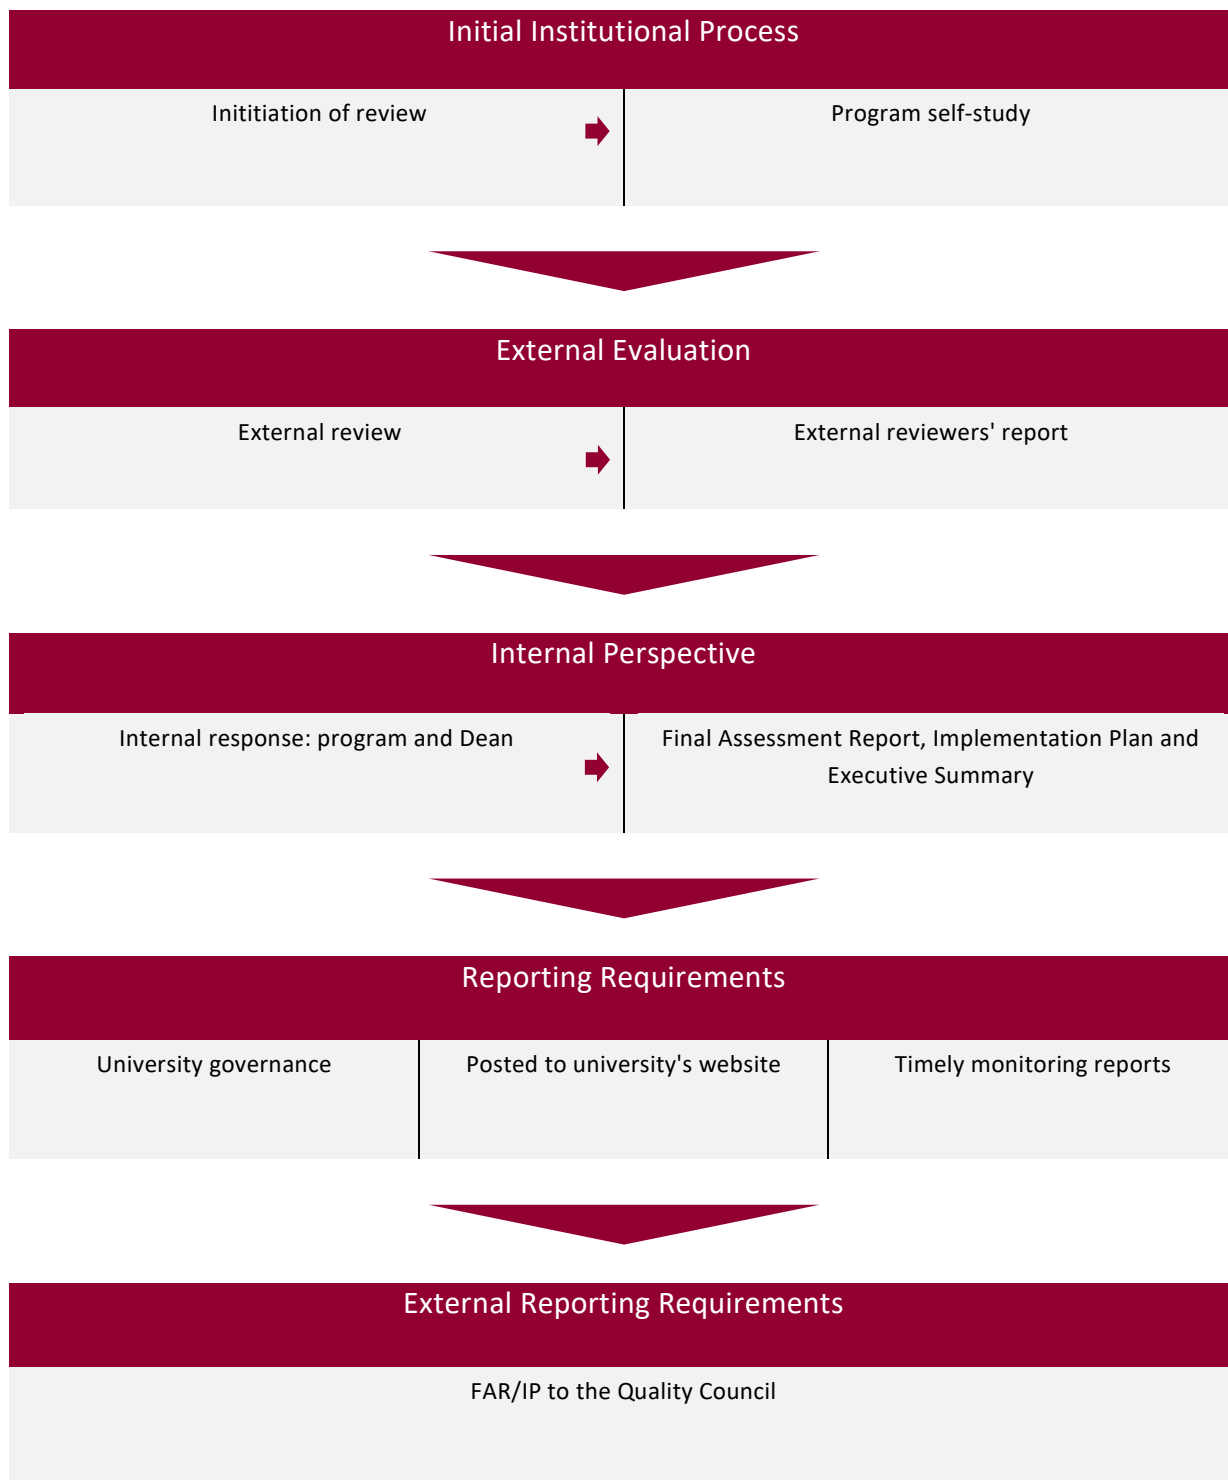 Initial Institutional Process
Inititiation of review
Program self-study
External Evaluation
External review
External reviewers' report
Internal Perspective
Internal response: program and Dean
Final Assessment Report, Implementation Plan and
Executive Summary
Reporting Requirements
University governance
Posted to university's website
Timely monitoring reports
External Reporting Requirements
FAR/IP to the Quality Council